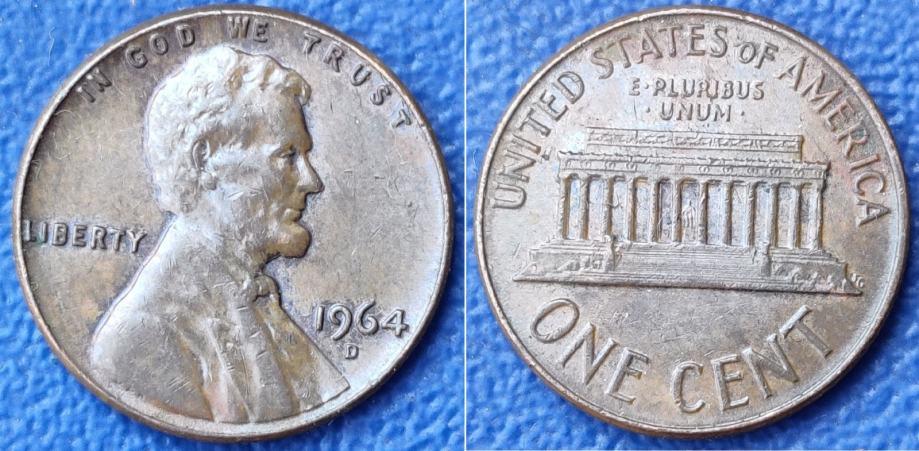 IN GOD WE TRUST
LIBERTY
1964
D
UNITED STATES OF AMERICA
E·PLURIBUS
·UNUM·
ONE CENT